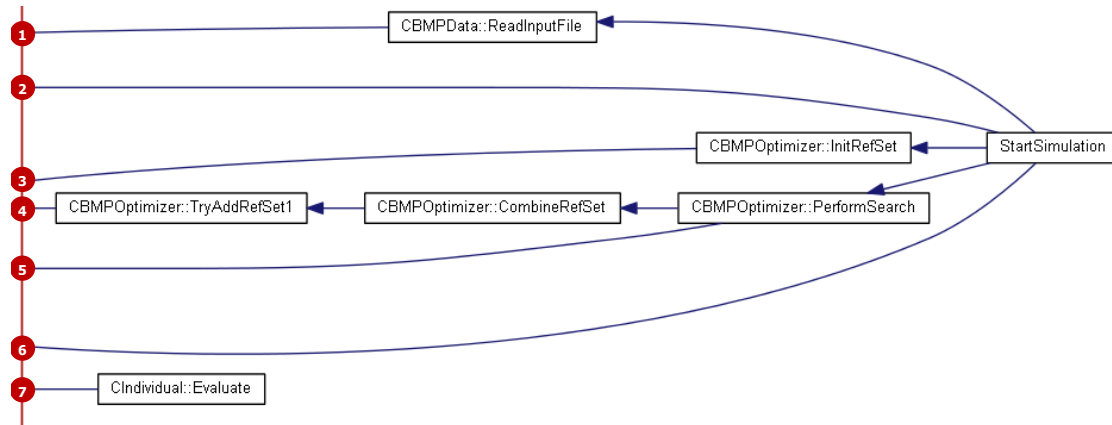 1
CBMPData::ReadInputFile
2
StartSimulation
3
CBMPOptimizer::InitRefSet
4
CBMPOptimizer::TryAddRefSet1
CBMPOptimizer::CombineRefSet
CBMPOptimizer::PerformSearch
5
6
7
CIndividual::Evaluate